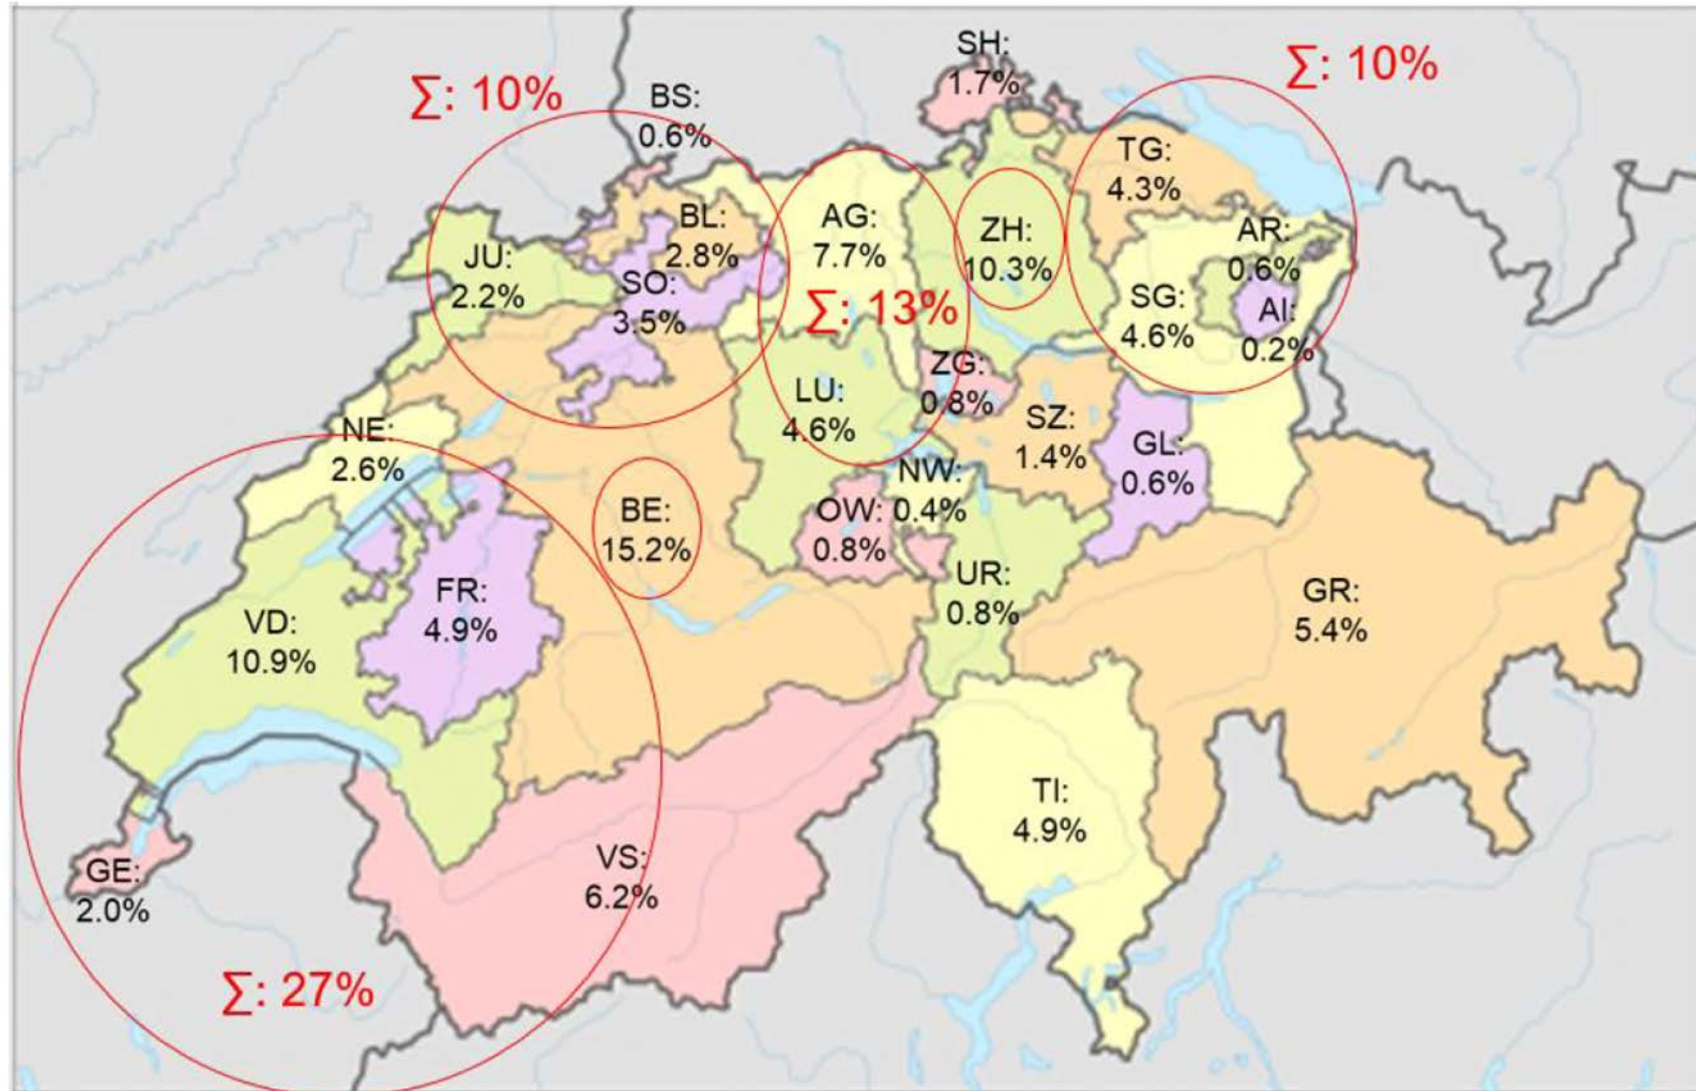 SH:
1.7%
∑: 10%
∑: 10%
BS:
0.6%
TG:
4.3%
BL:
2.8%
AG:
7.7%
ZH:
10.3%
AR:
0.6%
JU:
2.2%
SO:
3.5%
∑: 13%
SG:
4.6%
AI:
0.2%
ZG:
0.8%
LU:
4.6%
SZ:
1.4%
NE:
2.6%
GL:
0.6%
NW:
0.4%
BE:
15.2%
OW:
0.8%
UR:
0.8%
FR:
4.9%
GR:
5.4%
VD:
10.9%
TI:
4.9%
VS:
6.2%
GE:
2.0%
∑: 27%